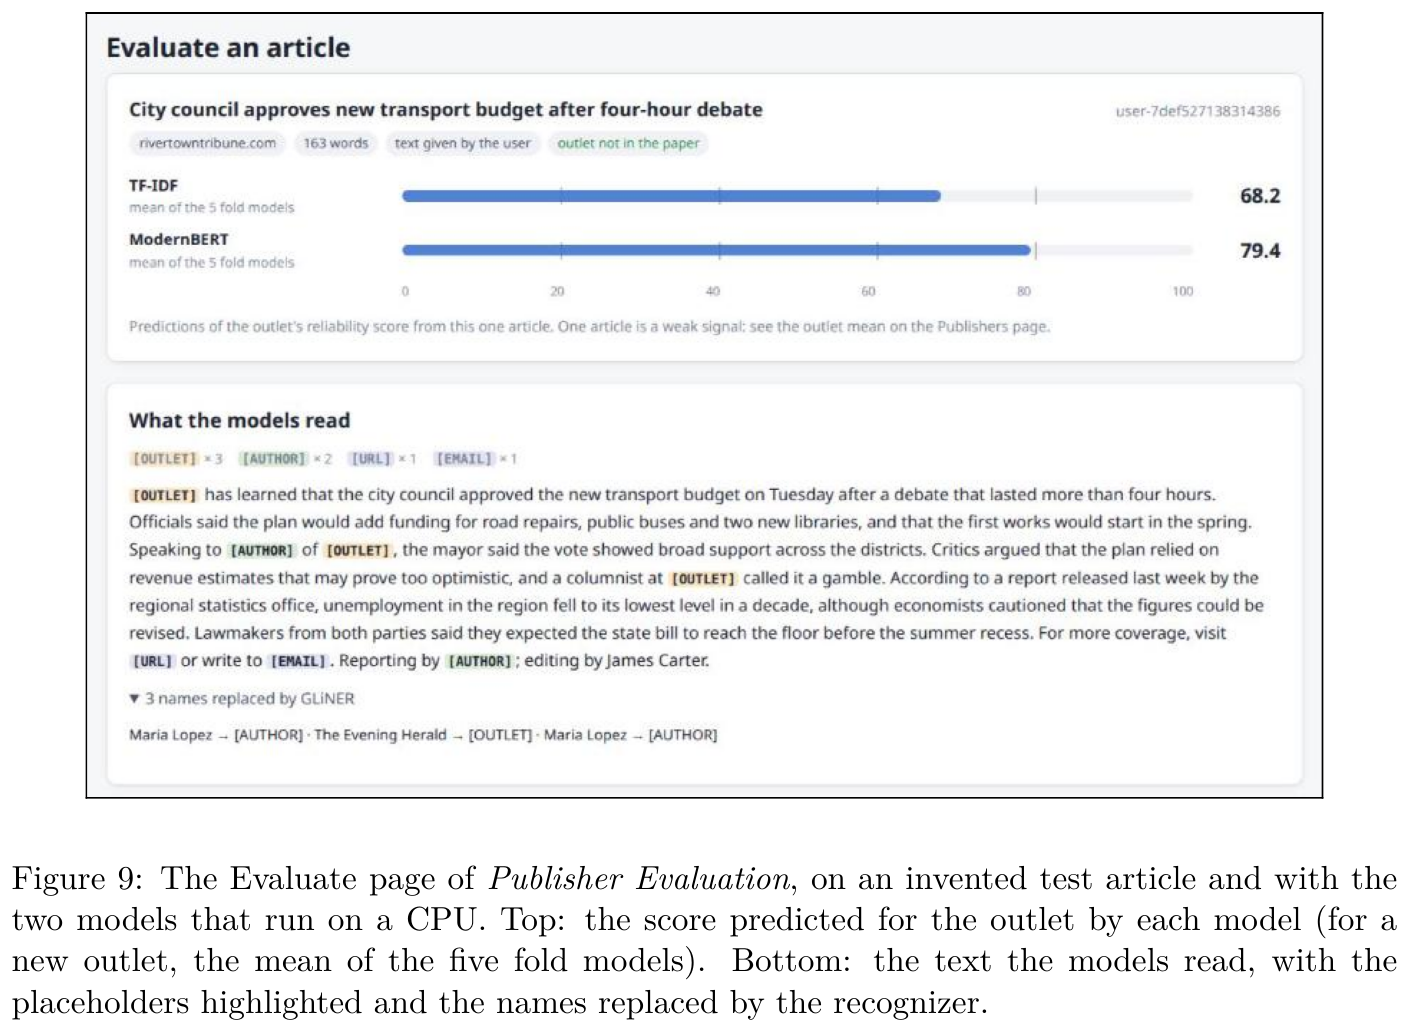 Evaluate an article
City council approves new transport budget after four-hour debate
user-7def527138314386
rivertowntribune.com 163 words text given by the user outlet not in the paper
TF-IDF
mean of the 5 fold models
68.2
ModernBERT
mean of the 5 fold models
79.4
0 20 40 60 80 100
Predictions of the outlet's reliability score from this one article. One article is a weak signal: see the outlet mean on the Publishers page.
What the models read
[OUTLET] × 3 [AUTHOR] × 2 [URL] × 1 [EMAIL] × 1
[OUTLET] has learned that the city council approved the new transport budget on Tuesday after a debate that lasted more than four hours.
Officials said the plan would add funding for road repairs, public buses and two new libraries, and that the first works would start in the spring.
Speaking to [AUTHOR] of [OUTLET], the mayor said the vote showed broad support across the districts. Critics argued that the plan relied on
revenue estimates that may prove too optimistic, and a columnist at [OUTLET] called it a gamble. According to a report released last week by the
regional statistics office, unemployment in the region fell to its lowest level in a decade, although economists cautioned that the figures could be
revised. Lawmakers from both parties said they expected the state bill to reach the floor before the summer recess. For more coverage, visit
[URL] or write to [EMAIL]. Reporting by [AUTHOR]; editing by James Carter.
▼ 3 names replaced by GLiNER
Maria Lopez → [AUTHOR] · The Evening Herald → [OUTLET] · Maria Lopez → [AUTHOR]
Figure 9: The Evaluate page of Publisher Evaluation, on an invented test article and with the
two models that run on a CPU. Top: the score predicted for the outlet by each model (for a
new outlet, the mean of the five fold models). Bottom: the text the models read, with the
placeholders highlighted and the names replaced by the recognizer.